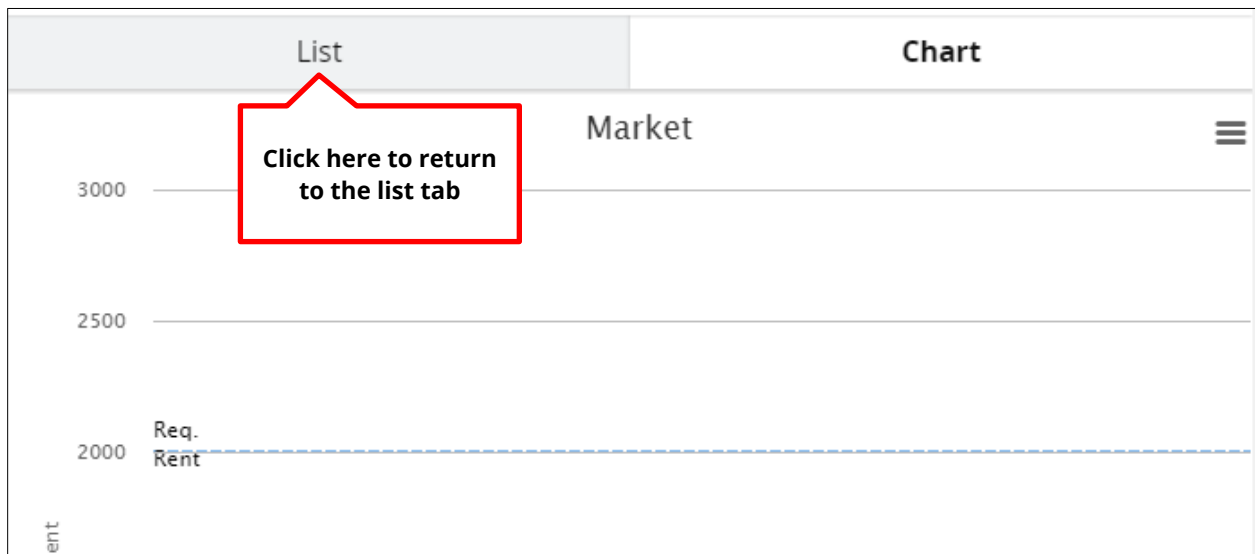 List
Chart
Market
Click here to return
to the list tab
3000
2500
Req.
2000
Rent